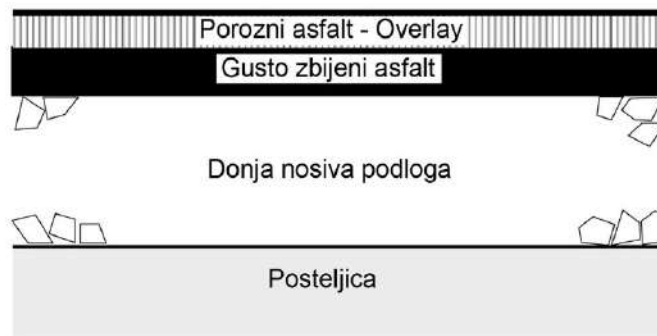 Porozni asfalt - Overlay
Gusto zbijeni asfalt
Donja nosiva podloga
Posteljica